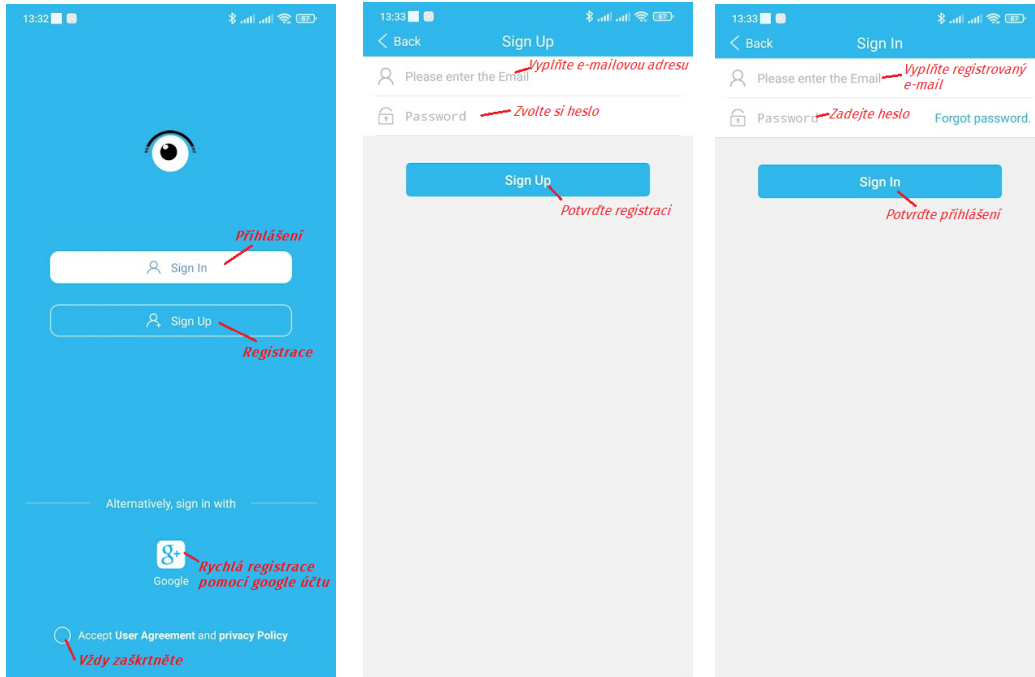 13:32
87
Přihlášení
Sign In
Sign Up
Registrace
Alternatively, sign in with
g+
Google
Rychlá registrace
pomocí google účtu
Accept User Agreement and privacy Policy
Vždy zaškrtněte
13:33
87
Back
Sign Up
Vyplňte e-mailovou adresu
Please enter the Email
Password
Zvolte si heslo
Sign Up
Potvrďte registraci
13:33
87
Back
Sign In
Please enter the Email
Vyplňte registrovaný
e-mail
Password
Zadejte heslo
Forgot password.
Sign In
Potvrďte přihlášení